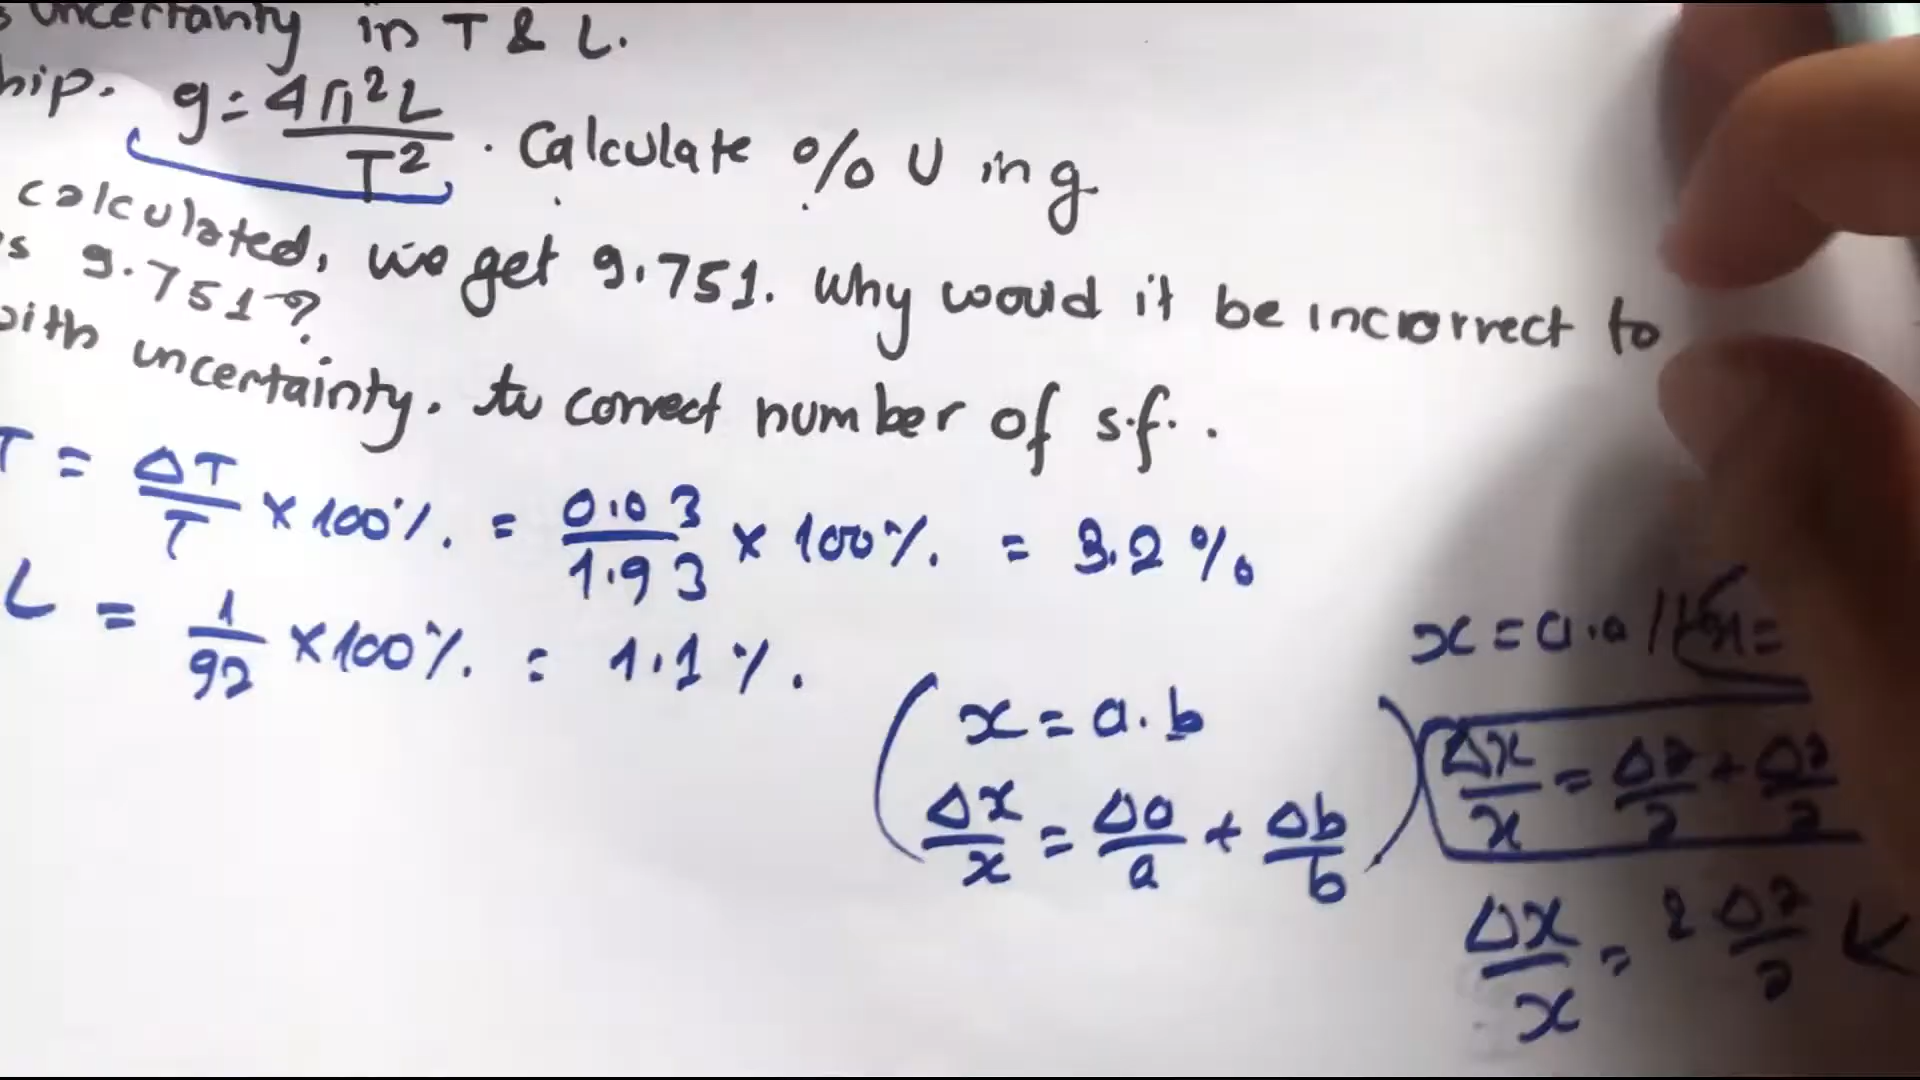 uncertainty in T & L.
hip. g = 4π²L / T² . Calculate % U in g
calculated, we get 9.751. Why would it be incorrect to
s 9.751?
with uncertainty. to correct number of s.f..
T = ΔT/T × 100%. = 0.03/1.93 × 100%. = 3.2%
L = 1/92 × 100%. = 1.1%.
x = a.a
x = a.b
Δx/x = Δa/a + Δb/b
Δx/x = Δa/a + Δa/a
Δx/x = 2 Δa/a